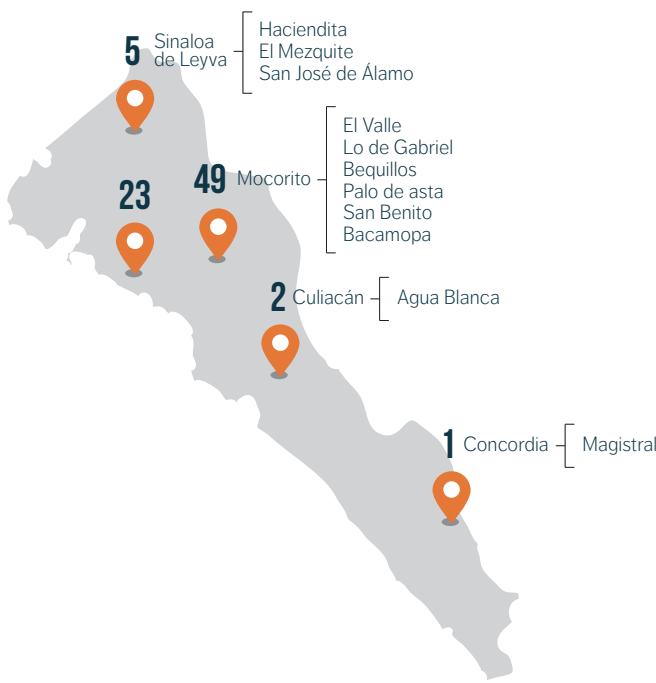 5 Sinaloa
de Leyva
Haciendita
El Mezquite
San José de Álamo
23
49 Mocorito
El Valle
Lo de Gabriel
Bequillos
Palo de asta
San Benito
Bacamopa
2 Culiacán
Agua Blanca
1 Concordia
Magistral